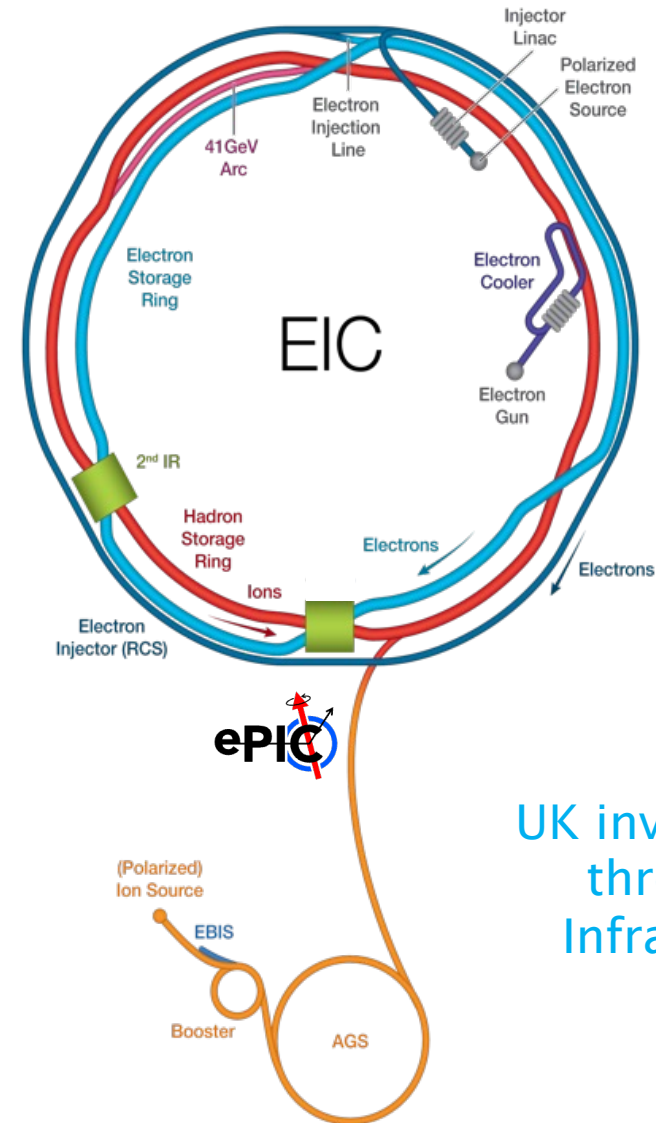 Injector
Linac
Polarized
Electron
Source
Electron
Injection
Line
41GeV
Arc
Electron
Storage
Ring
Electron
Cooler
EIC
Electron
Gun
2nd IR
Hadron
Storage
Ring
Electrons
Ions
Electrons
Electron
Injector (RCS)
ePIC
UK inv
thr
Infra
(Polarized)
Ion Source
EBIS
Booster
AGS